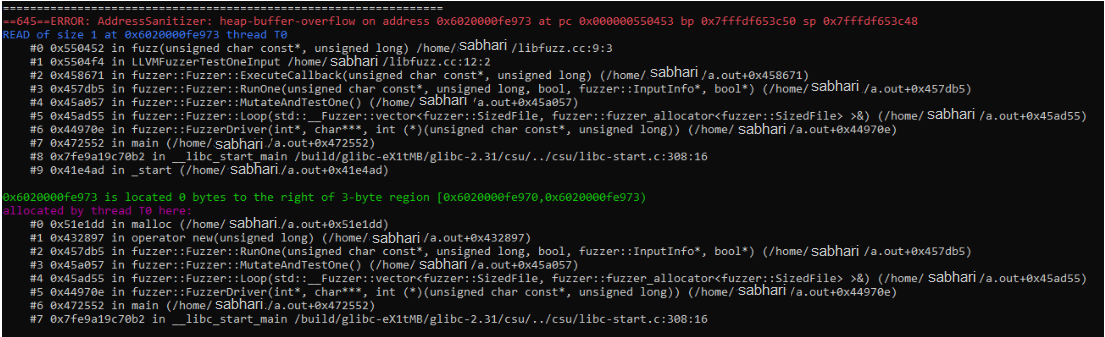 =================================================================
==645==ERROR: AddressSanitizer: heap-buffer-overflow on address 0x6020000fe973 at pc 0x000000550453 bp 0x7fffdf653c50 sp 0x7fffdf653c48
READ of size 1 at 0x6020000fe973 thread T0
#0 0x550452 in fuzz(unsigned char const*, unsigned long) /home/sabhari/libfuzz.cc:9:3
#1 0x5504f4 in LLVMFuzzerTestOneInput /home/sabhari/libfuzz.cc:12:2
#2 0x458671 in fuzzer::Fuzzer::ExecuteCallback(unsigned char const*, unsigned long) (/home/sabhari/a.out+0x458671)
#3 0x457db5 in fuzzer::Fuzzer::RunOne(unsigned char const*, unsigned long, bool, fuzzer::InputInfo*, bool*) (/home/sabhari/a.out+0x457db5)
#4 0x45a057 in fuzzer::Fuzzer::MutateAndTestOne() (/home/sabhari/a.out+0x45a057)
#5 0x45ad55 in fuzzer::Fuzzer::Loop(std::__Fuzzer::vector<fuzzer::SizedFile, fuzzer::fuzzer_allocator<fuzzer::SizedFile> >&) (/home/sabhari/a.out+0x45ad55)
#6 0x44970e in fuzzer::FuzzerDriver(int*, char***, int (*)(unsigned char const*, unsigned long)) (/home/sabhari/a.out+0x44970e)
#7 0x472552 in main (/home/sabhari/a.out+0x472552)
#8 0x7fe9a19c70b2 in __libc_start_main /build/glibc-eX1tMB/glibc-2.31/csu/../csu/libc-start.c:308:16
#9 0x41e4ad in _start (/home/sabhari/a.out+0x41e4ad)
0x6020000fe973 is located 0 bytes to the right of 3-byte region [0x6020000fe970,0x6020000fe973)
allocated by thread T0 here:
#0 0x51e1dd in malloc (/home/sabhari/a.out+0x51e1dd)
#1 0x432897 in operator new(unsigned long) (/home/sabhari/a.out+0x432897)
#2 0x457db5 in fuzzer::Fuzzer::RunOne(unsigned char const*, unsigned long, bool, fuzzer::InputInfo*, bool*) (/home/sabhari/a.out+0x457db5)
#3 0x45a057 in fuzzer::Fuzzer::MutateAndTestOne() (/home/sabhari/a.out+0x45a057)
#4 0x45ad55 in fuzzer::Fuzzer::Loop(std::__Fuzzer::vector<fuzzer::SizedFile, fuzzer::fuzzer_allocator<fuzzer::SizedFile> >&) (/home/sabhari/a.out+0x45ad55)
#5 0x44970e in fuzzer::FuzzerDriver(int*, char***, int (*)(unsigned char const*, unsigned long)) (/home/sabhari/a.out+0x44970e)
#6 0x472552 in main (/home/sabhari/a.out+0x472552)
#7 0x7fe9a19c70b2 in __libc_start_main /build/glibc-eX1tMB/glibc-2.31/csu/../csu/libc-start.c:308:16